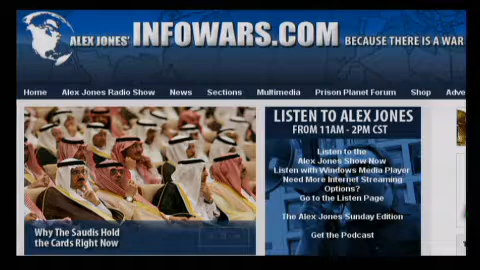 ALEX JONES' INFOWARS.COM BECAUSE THERE IS A WAR
Home Alex Jones Radio Show News Sections Multimedia Prison Planet Forum Shop Adve
LISTEN TO ALEX JONES
FROM 11AM - 2PM CST
Listen to the
Alex Jones Show Now
Listen with Windows Media Player
Need More Internet Streaming
Options?
Go to the Listen Page
The Alex Jones Sunday Edition
Get the Podcast
Why The Saudis Hold
the Cards Right Now